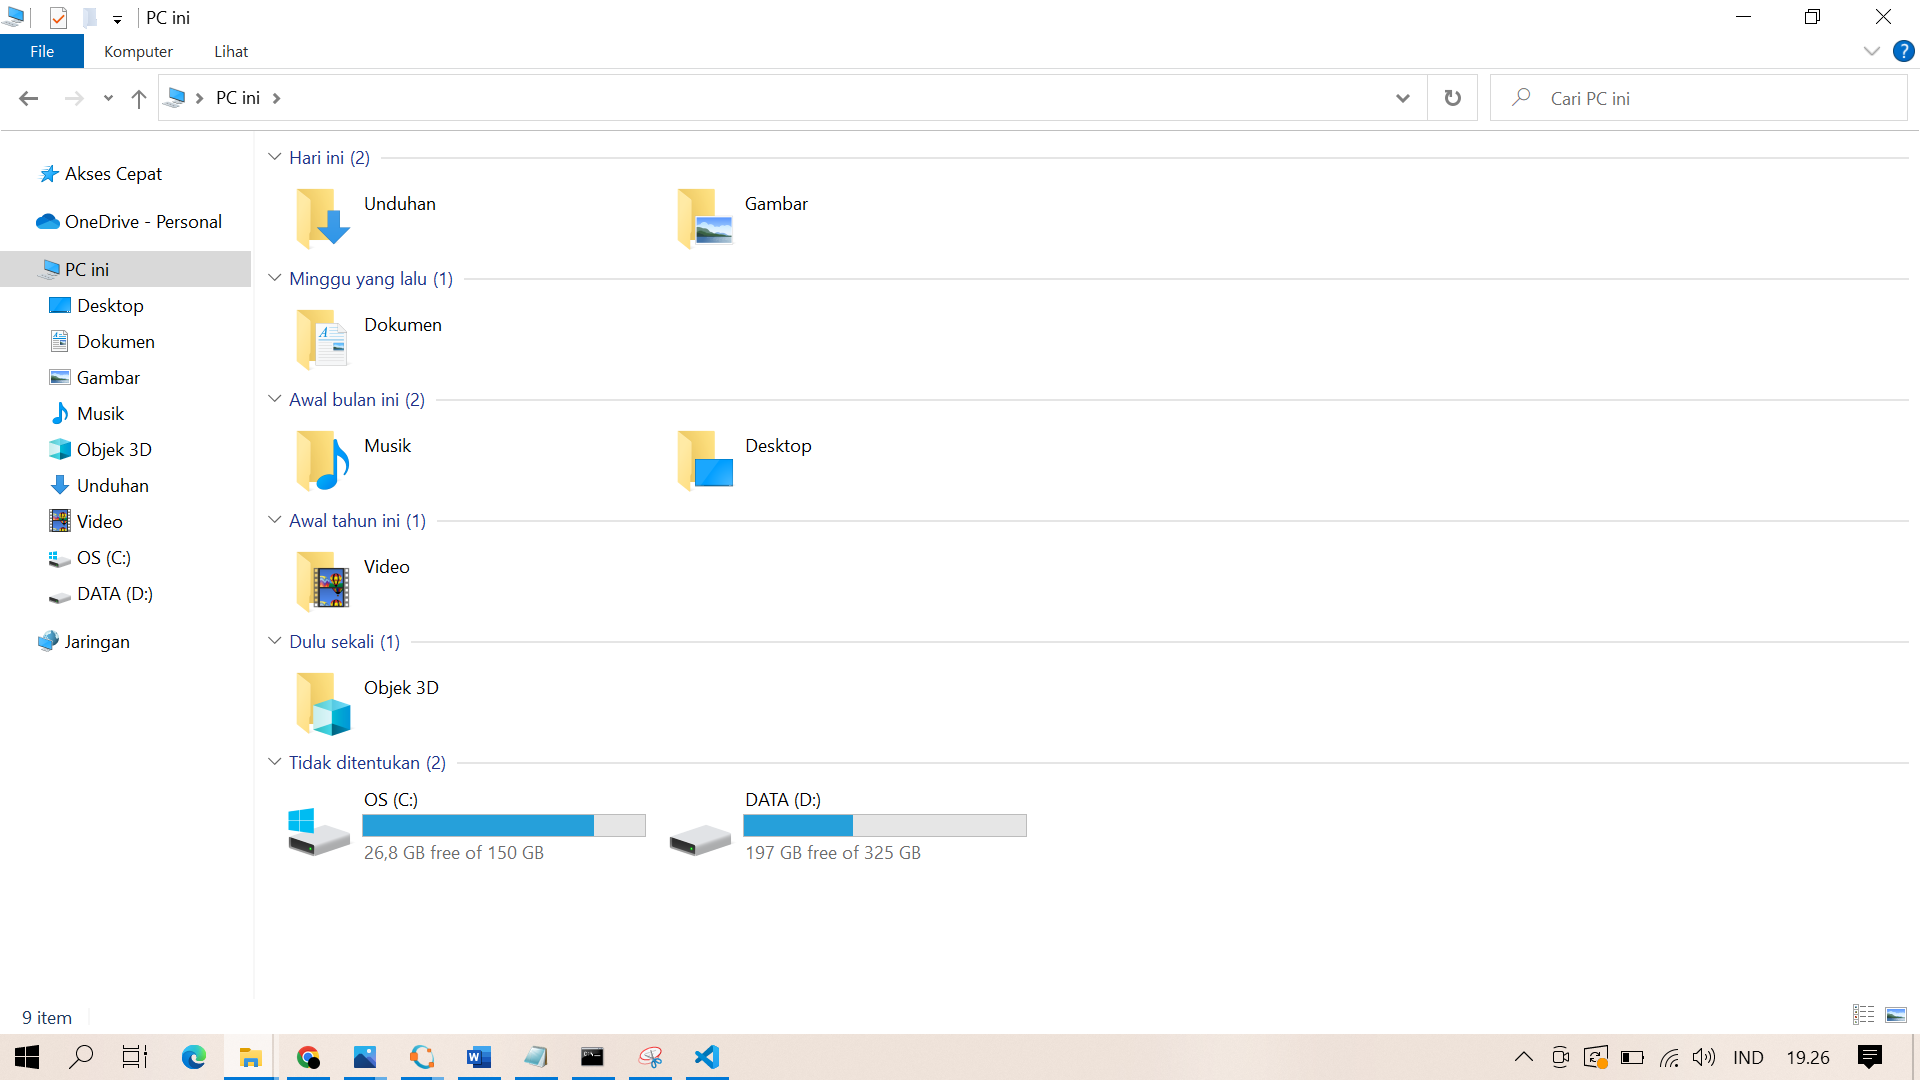 PC ini
File Komputer Lihat
PC ini
Cari PC ini
Akses Cepat
OneDrive - Personal
PC ini
Desktop
Dokumen
Gambar
Musik
Objek 3D
Unduhan
Video
OS (C:)
DATA (D:)
Jaringan
Hari ini (2)
Unduhan Gambar
Minggu yang lalu (1)
Dokumen
Awal bulan ini (2)
Musik Desktop
Awal tahun ini (1)
Video
Dulu sekali (1)
Objek 3D
Tidak ditentukan (2)
OS (C:)
26,8 GB free of 150 GB
DATA (D:)
197 GB free of 325 GB
9 item
IND 19.26